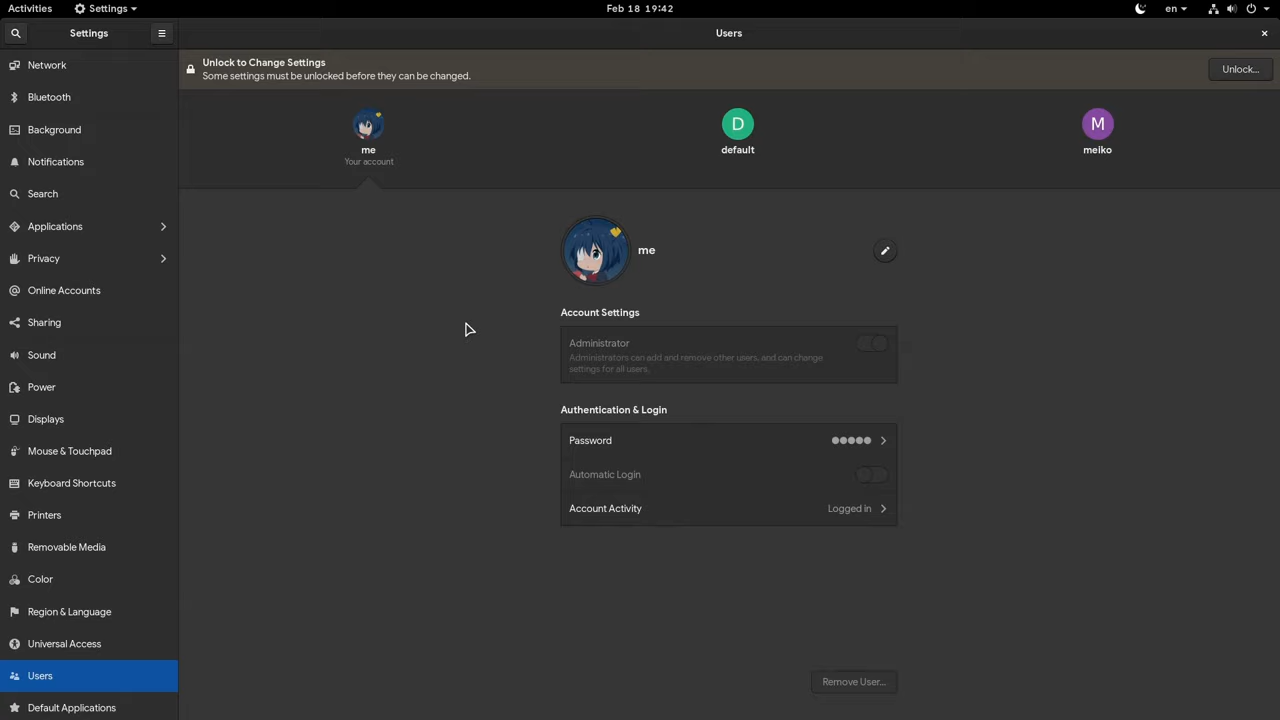 Activities
Settings
Feb 18 19:42
en
Settings
Users
Network
Bluetooth
Background
Notifications
Search
Applications
Privacy
Online Accounts
Sharing
Sound
Power
Displays
Mouse & Touchpad
Keyboard Shortcuts
Printers
Removable Media
Color
Region & Language
Universal Access
Users
Default Applications
Unlock to Change Settings
Some settings must be unlocked before they can be changed.
Unlock...
me
Your account
D
default
M
meiko
me
Account Settings
Administrator
Administrators can add and remove other users, and can change
settings for all users.
Authentication & Login
Password
Automatic Login
Account Activity
Logged in
Remove User...